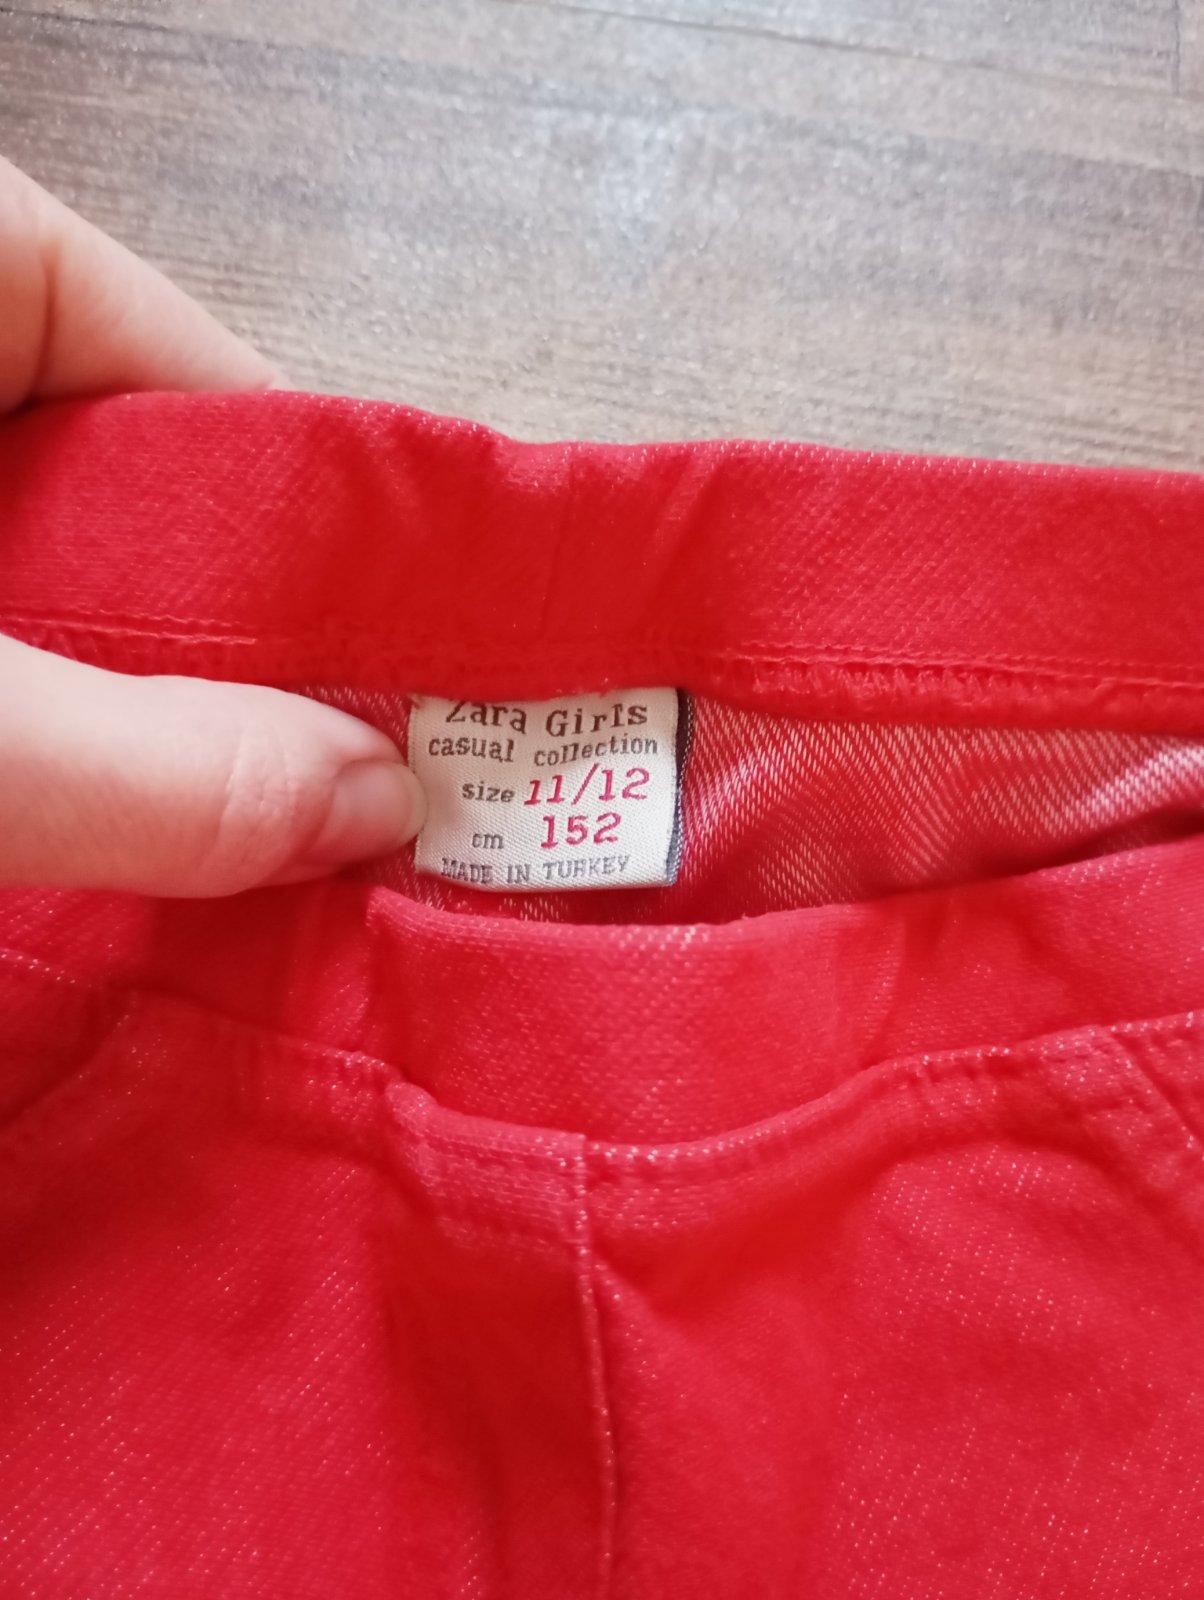 Zara Girls
casual collection
size 11/12
cm 152
MADE IN TURKEY